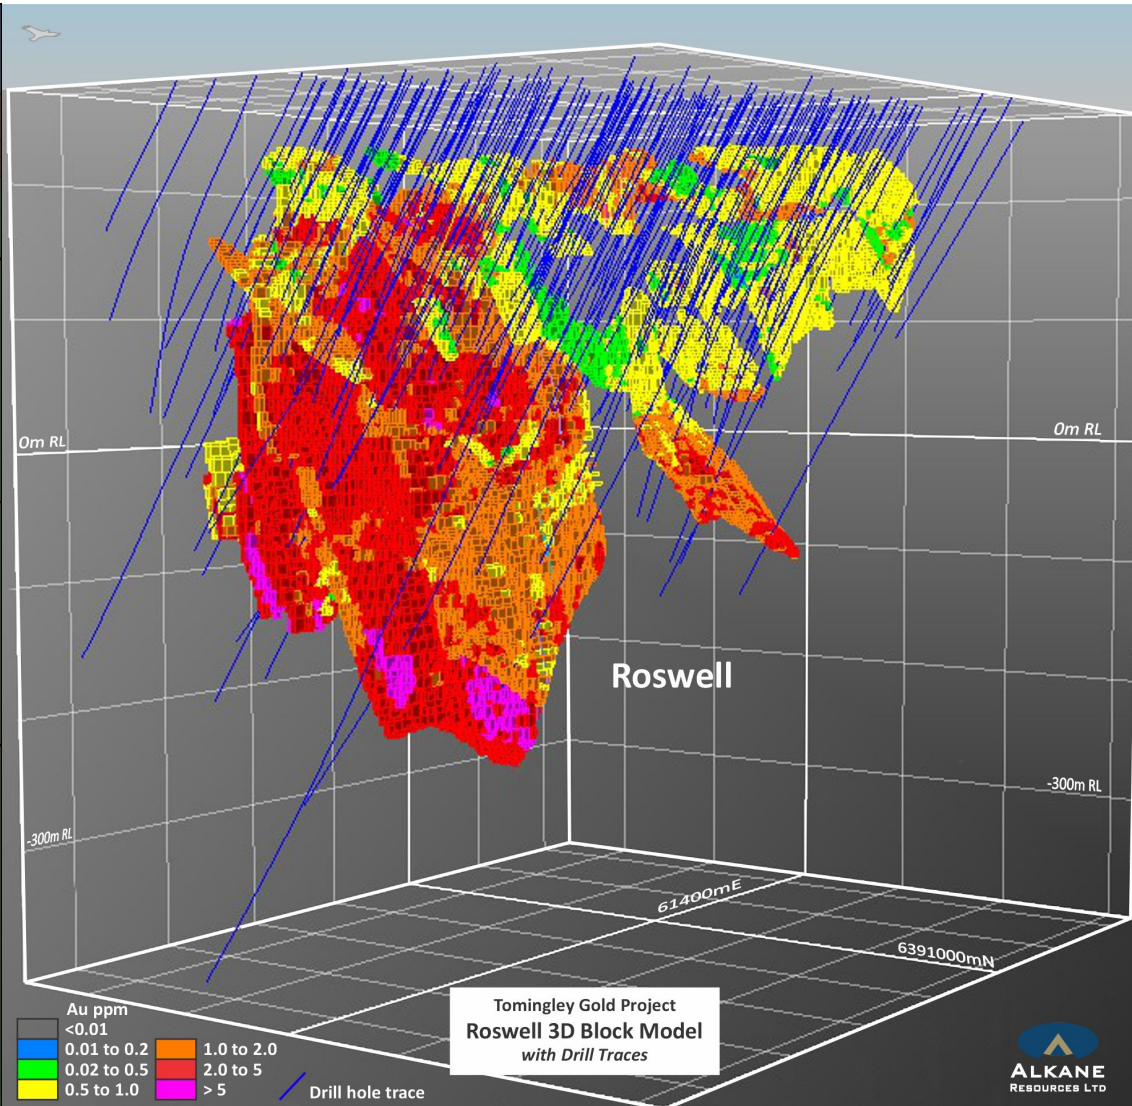 0m RL
0m RL
Roswell
-300m RL
-300m RL
61400mE
6391000mN
Tomingley Gold Project
Roswell 3D Block Model
with Drill Traces
Au ppm
<0.01
0.01 to 0.2
0.02 to 0.5
0.5 to 1.0
1.0 to 2.0
2.0 to 5
> 5
Drill hole trace
ALKANE
RESOURCES LTD